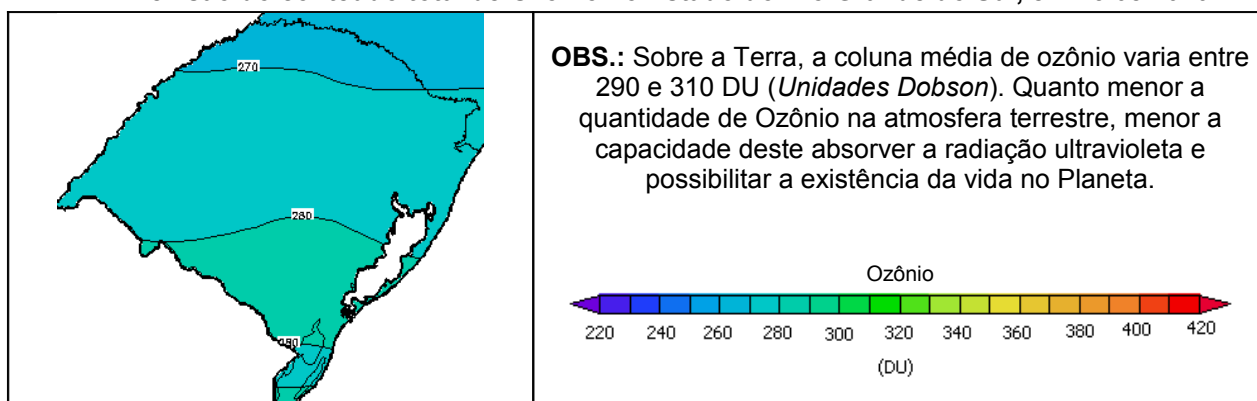 270
280
280
OBS.: Sobre a Terra, a coluna média de ozônio varia entre
290 e 310 DU (Unidades Dobson). Quanto menor a
quantidade de Ozônio na atmosfera terrestre, menor a
capacidade deste absorver a radiação ultravioleta e
possibilitar a existência da vida no Planeta.
Ozônio
220 240 260 280 300 320 340 360 380 400 420
(DU)